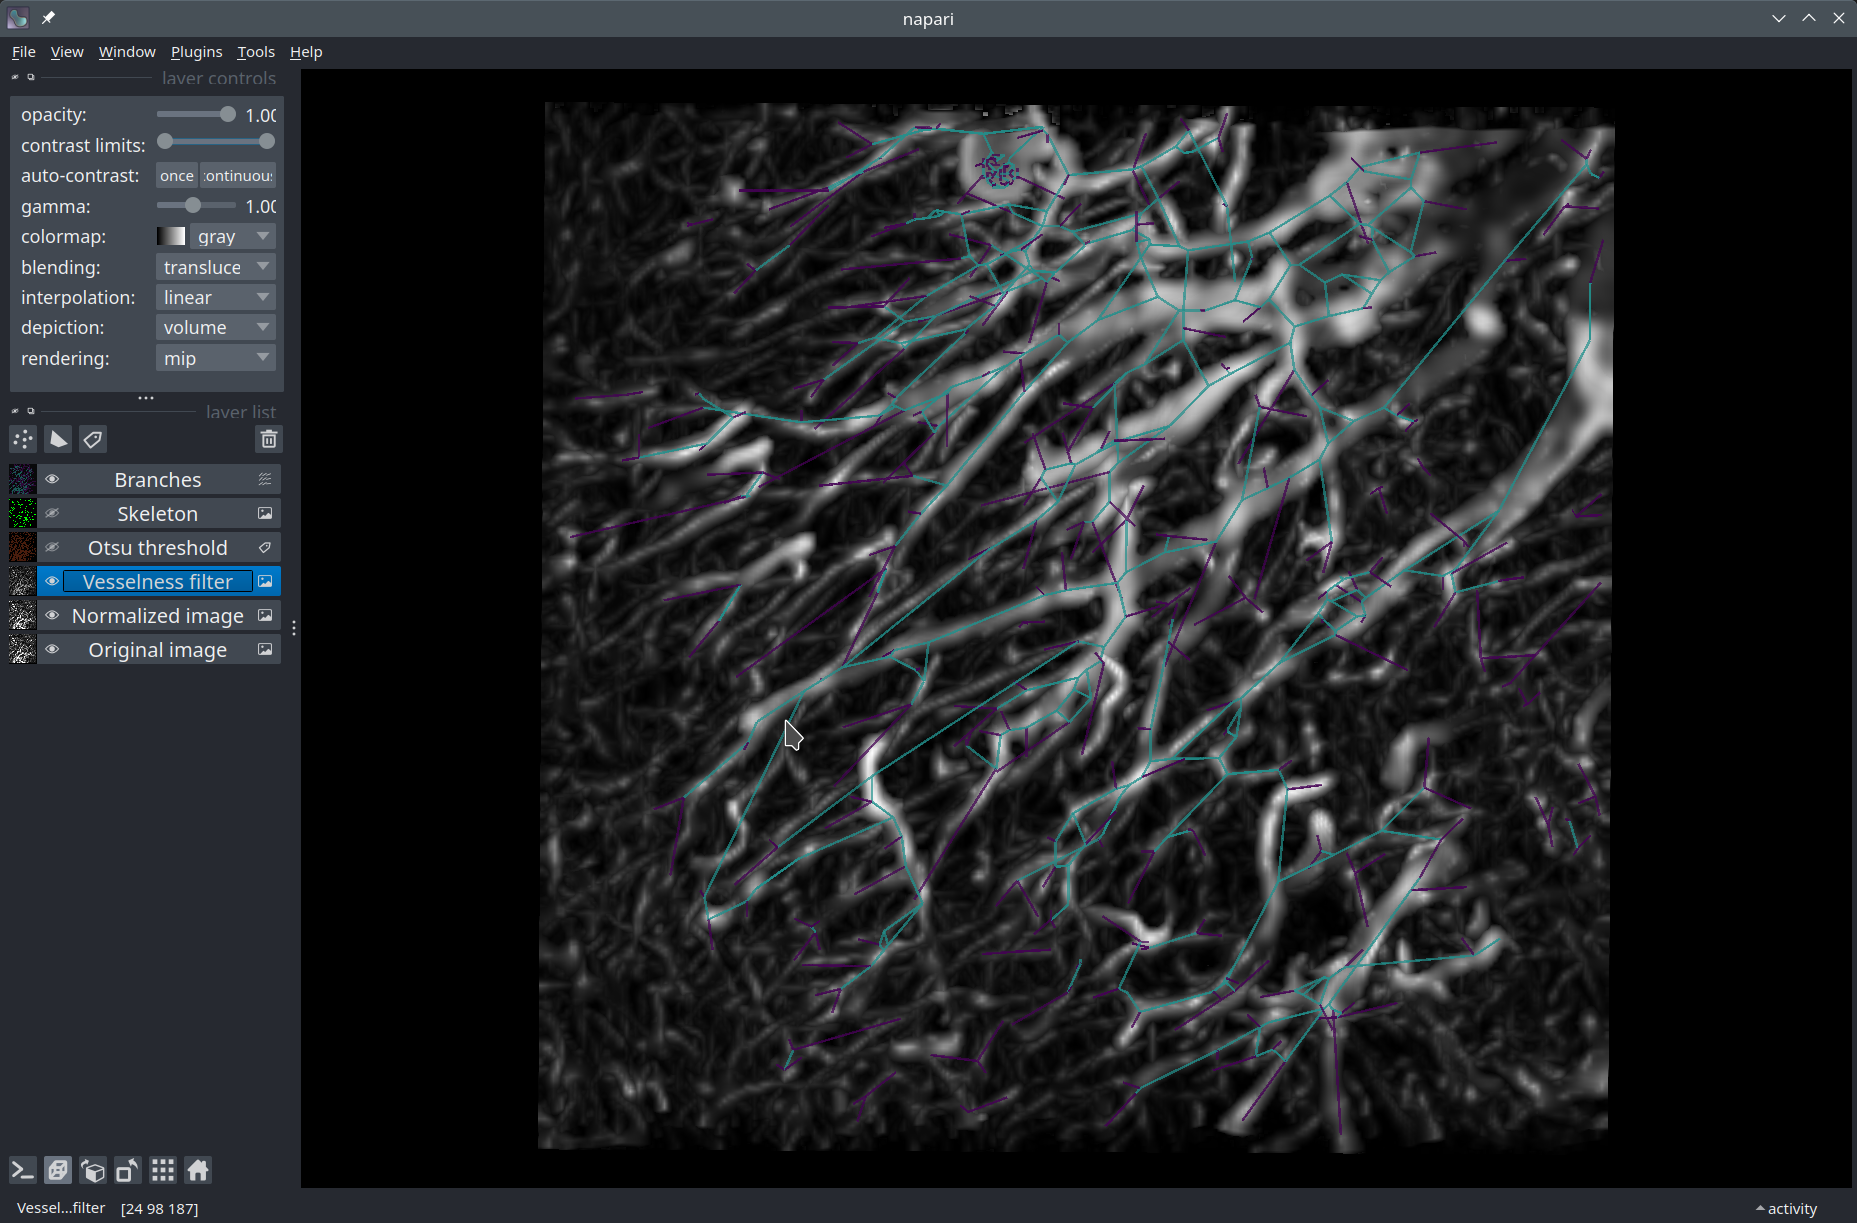 napari
File View Window Plugins Tools Help
layer controls
opacity: 1.00
contrast limits:
auto-contrast: once continuous
gamma: 1.00
colormap: gray
blending: transluce
interpolation: linear
depiction: volume
rendering: mip
layer list
Branches
Skeleton
Otsu threshold
Vesselness filter
Normalized image
Original image
Vessel...filter [24 98 187]
activity